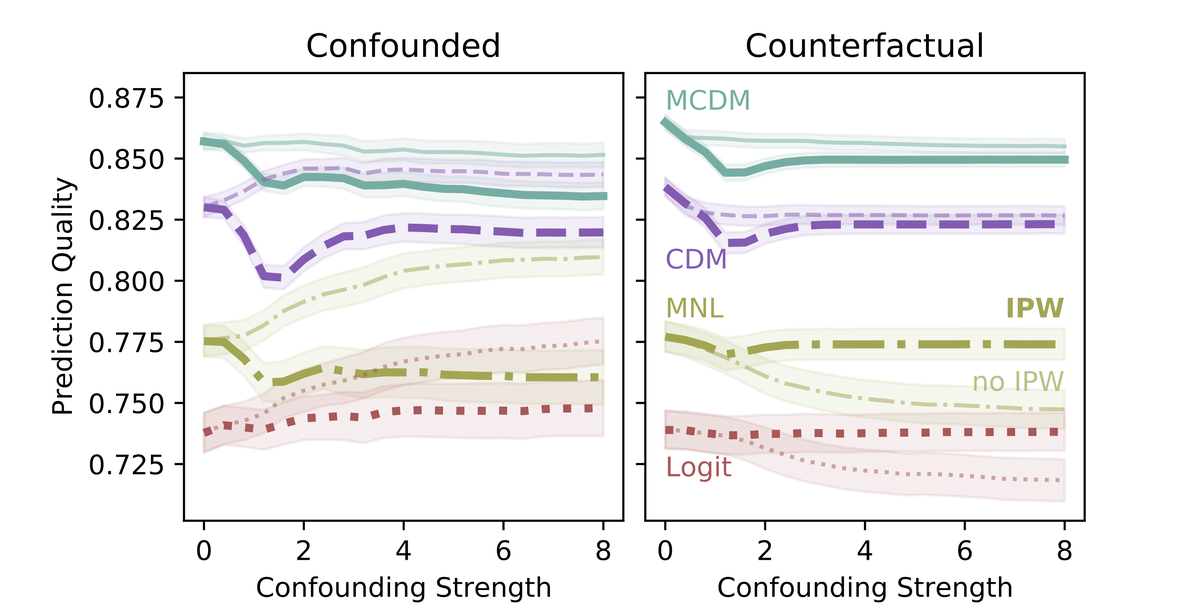 Confounded
Counterfactual
Prediction Quality
0.875
0.850
0.825
0.800
0.775
0.750
0.725
MCDM
CDM
MNL
IPW
no IPW
Logit
0 2 4 6 8
0 2 4 6 8
Confounding Strength
Confounding Strength